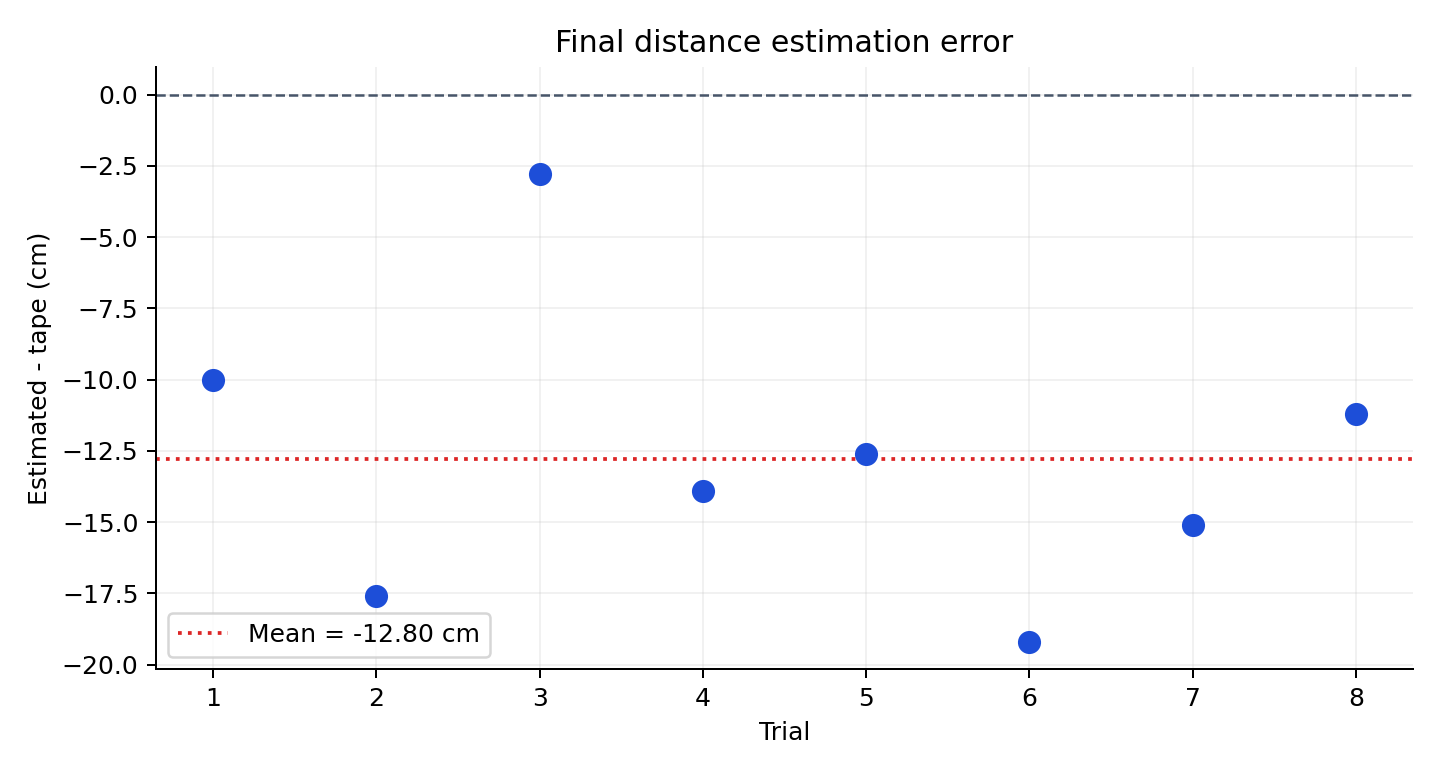 Final distance estimation error
Estimated - tape (cm)
0.0
−2.5
−5.0
−7.5
−10.0
−12.5
−15.0
−17.5
−20.0
Mean = -12.80 cm
1 2 3 4 5 6 7 8
Trial